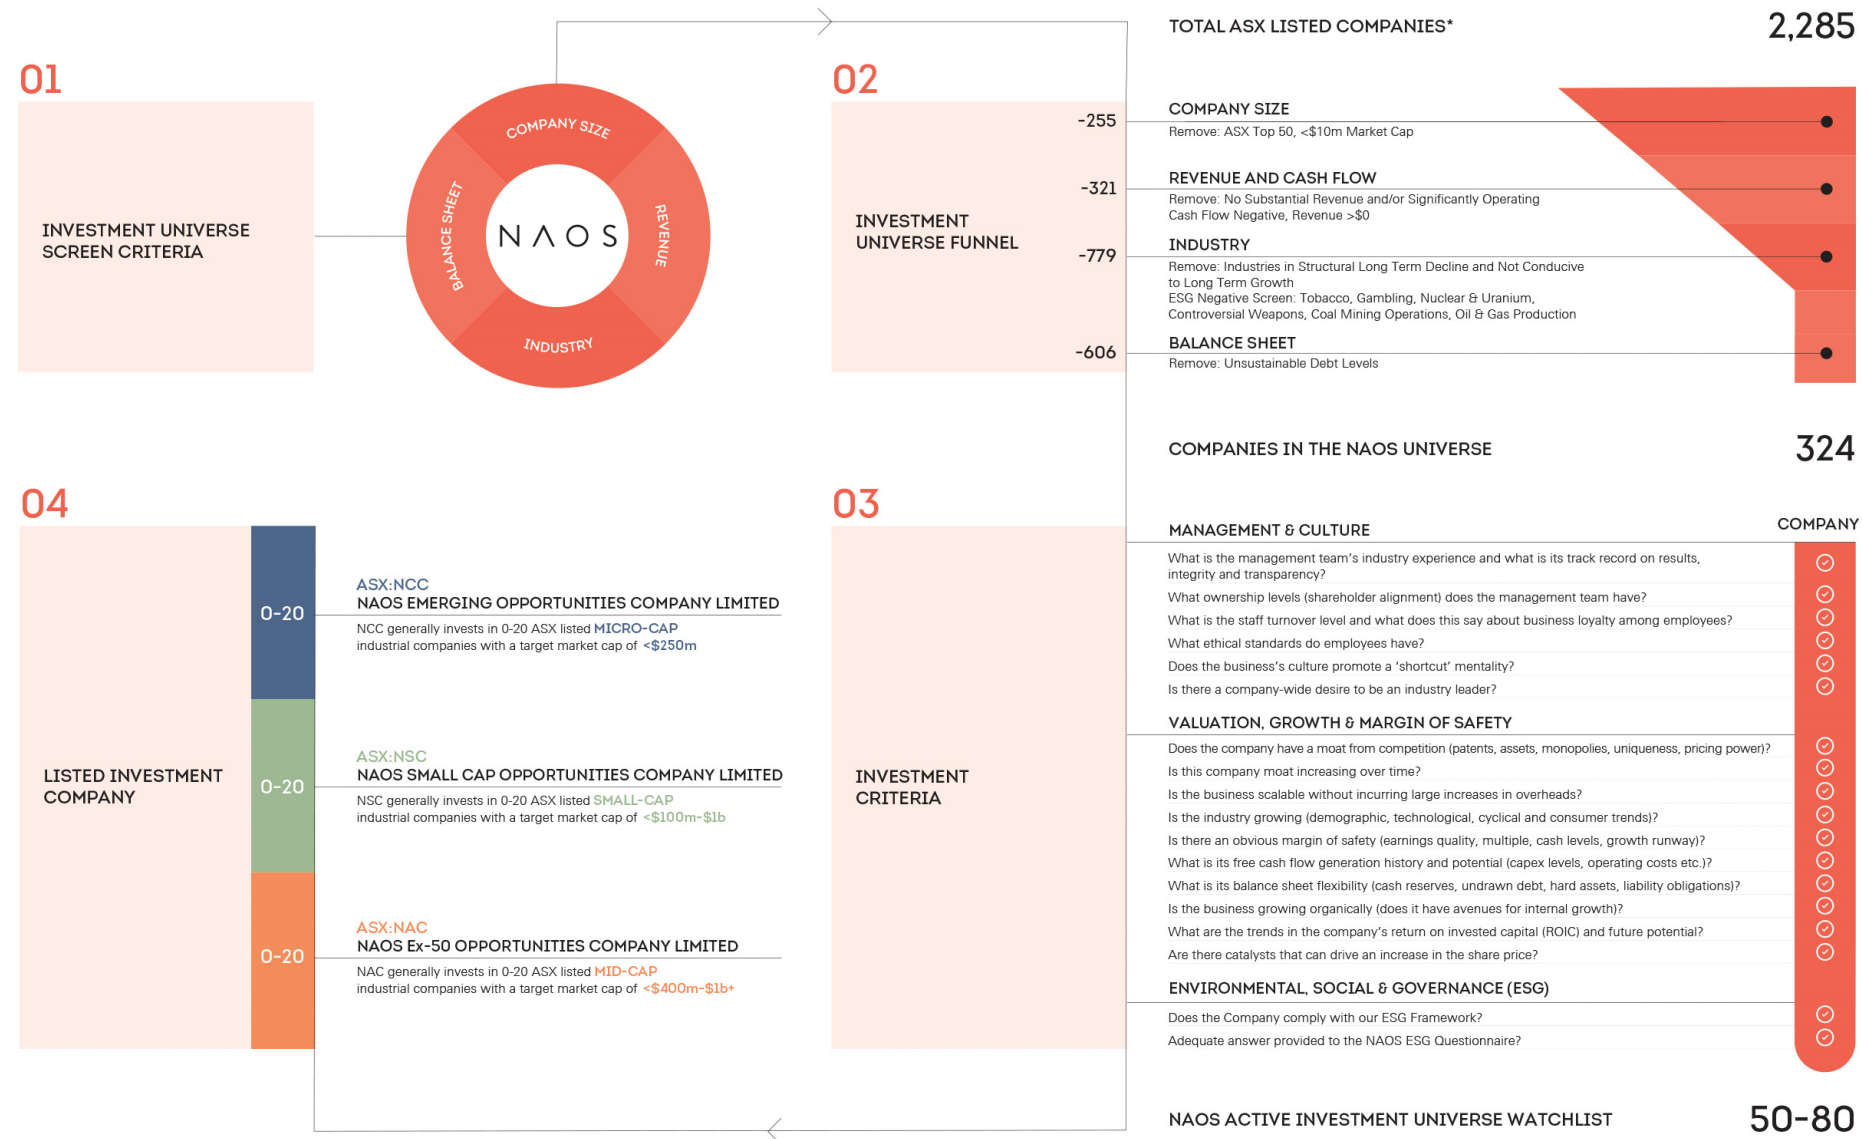 01
INVESTMENT UNIVERSE
SCREEN CRITERIA
COMPANY SIZE
REVENUE
INDUSTRY
BALANCE SHEET
NAOS
02
INVESTMENT
UNIVERSE FUNNEL
TOTAL ASX LISTED COMPANIES* 2,285
-255
COMPANY SIZE
Remove: ASX Top 50, <$10m Market Cap
-321
REVENUE AND CASH FLOW
Remove: No Substantial Revenue and/or Significantly Operating
Cash Flow Negative, Revenue >$0
-779
INDUSTRY
Remove: Industries in Structural Long Term Decline and Not Conducive
to Long Term Growth
ESG Negative Screen: Tobacco, Gambling, Nuclear & Uranium,
Controversial Weapons, Coal Mining Operations, Oil & Gas Production
-606
BALANCE SHEET
Remove: Unsustainable Debt Levels
COMPANIES IN THE NAOS UNIVERSE 324
03
INVESTMENT
CRITERIA
COMPANY
MANAGEMENT & CULTURE
What is the management team's industry experience and what is its track record on results,
integrity and transparency?
What ownership levels (shareholder alignment) does the management team have?
What is the staff turnover level and what does this say about business loyalty among employees?
What ethical standards do employees have?
Does the business's culture promote a 'shortcut' mentality?
Is there a company-wide desire to be an industry leader?
VALUATION, GROWTH & MARGIN OF SAFETY
Does the company have a moat from competition (patents, assets, monopolies, uniqueness, pricing power)?
Is this company moat increasing over time?
Is the business scalable without incurring large increases in overheads?
Is the industry growing (demographic, technological, cyclical and consumer trends)?
Is there an obvious margin of safety (earnings quality, multiple, cash levels, growth runway)?
What is its free cash flow generation history and potential (capex levels, operating costs etc.)?
What is its balance sheet flexibility (cash reserves, undrawn debt, hard assets, liability obligations)?
Is the business growing organically (does it have avenues for internal growth)?
What are the trends in the company's return on invested capital (ROIC) and future potential?
Are there catalysts that can drive an increase in the share price?
ENVIRONMENTAL, SOCIAL & GOVERNANCE (ESG)
Does the Company comply with our ESG Framework?
Adequate answer provided to the NAOS ESG Questionnaire?
NAOS ACTIVE INVESTMENT UNIVERSE WATCHLIST 50-80
04
LISTED INVESTMENT
COMPANY
0-20
ASX:NCC
NAOS EMERGING OPPORTUNITIES COMPANY LIMITED
NCC generally invests in 0-20 ASX listed MICRO-CAP
industrial companies with a target market cap of <$250m
0-20
ASX:NSC
NAOS SMALL CAP OPPORTUNITIES COMPANY LIMITED
NSC generally invests in 0-20 ASX listed SMALL-CAP
industrial companies with a target market cap of <$100m-$1b
0-20
ASX:NAC
NAOS Ex-50 OPPORTUNITIES COMPANY LIMITED
NAC generally invests in 0-20 ASX listed MID-CAP
industrial companies with a target market cap of <$400m-$1b+